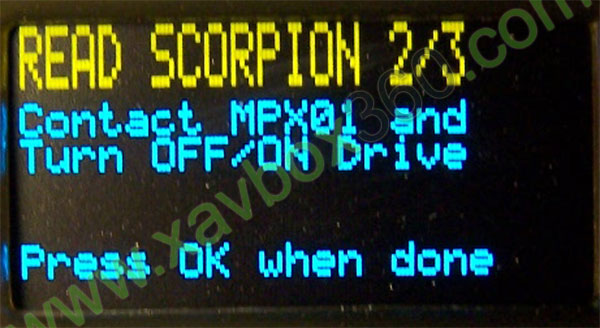 READ SCORPION 2/3
Contact MPX01 and
Turn OFF/ON Drive
Press OK when done
www.xavbox360.com